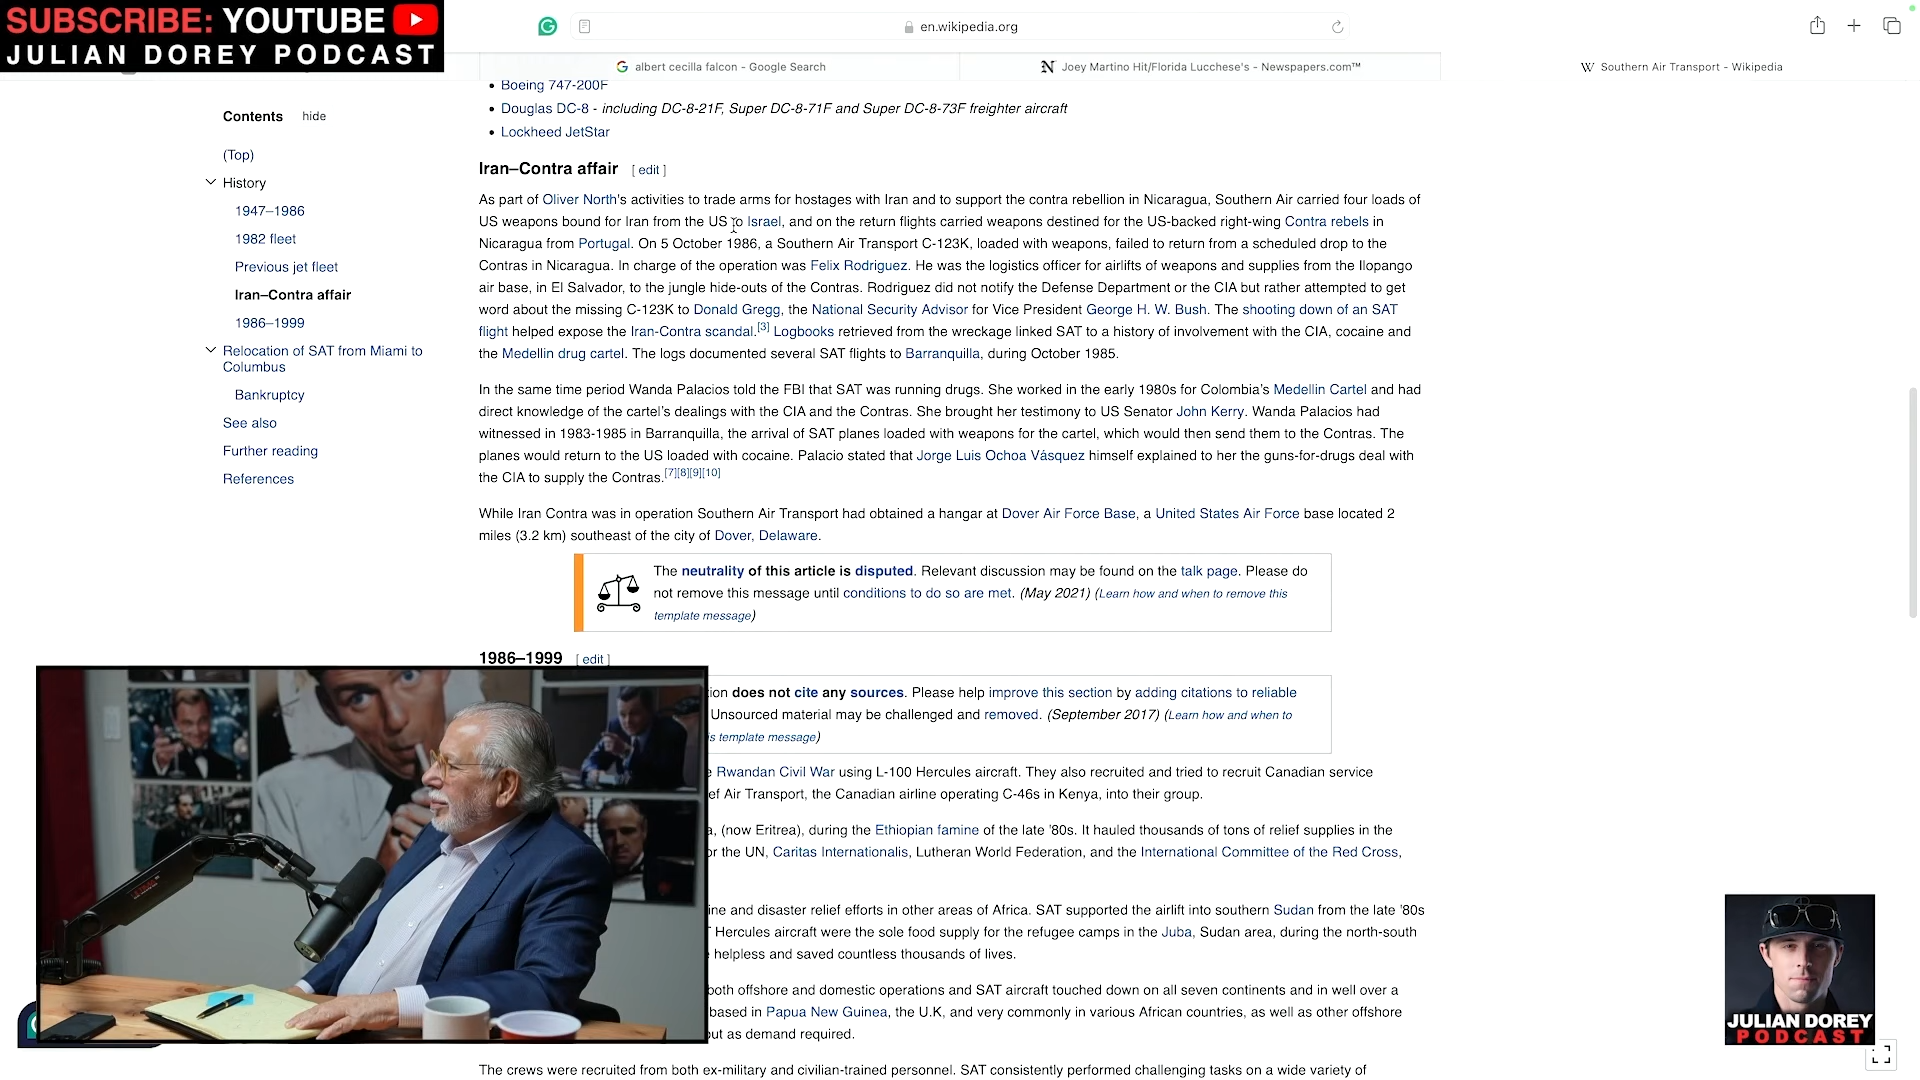 SUBSCRIBE: YOUTUBE
JULIAN DOREY PODCAST
en.wikipedia.org
albert cecilla falcon - Google Search
Joey Martino Hit/Florida Lucchese's - Newspapers.com™
Southern Air Transport - Wikipedia
Contents hide
(Top)
History
1947–1986
1982 fleet
Previous jet fleet
Iran–Contra affair
1986–1999
Relocation of SAT from Miami to
Columbus
Bankruptcy
See also
Further reading
References
Boeing 747-200F
Douglas DC-8 - including DC-8-21F, Super DC-8-71F and Super DC-8-73F freighter aircraft
Lockheed JetStar
Iran–Contra affair [ edit ]
As part of Oliver North's activities to trade arms for hostages with Iran and to support the contra rebellion in Nicaragua, Southern Air carried four loads of
US weapons bound for Iran from the US to Israel, and on the return flights carried weapons destined for the US-backed right-wing Contra rebels in
Nicaragua from Portugal. On 5 October 1986, a Southern Air Transport C-123K, loaded with weapons, failed to return from a scheduled drop to the
Contras in Nicaragua. In charge of the operation was Felix Rodriguez. He was the logistics officer for airlifts of weapons and supplies from the Ilopango
air base, in El Salvador, to the jungle hide-outs of the Contras. Rodriguez did not notify the Defense Department or the CIA but rather attempted to get
word about the missing C-123K to Donald Gregg, the National Security Advisor for Vice President George H. W. Bush. The shooting down of an SAT
flight helped expose the Iran-Contra scandal.[3] Logbooks retrieved from the wreckage linked SAT to a history of involvement with the CIA, cocaine and
the Medellin drug cartel. The logs documented several SAT flights to Barranquilla, during October 1985.
In the same time period Wanda Palacios told the FBI that SAT was running drugs. She worked in the early 1980s for Colombia's Medellin Cartel and had
direct knowledge of the cartel's dealings with the CIA and the Contras. She brought her testimony to US Senator John Kerry. Wanda Palacios had
witnessed in 1983-1985 in Barranquilla, the arrival of SAT planes loaded with weapons for the cartel, which would then send them to the Contras. The
planes would return to the US loaded with cocaine. Palacio stated that Jorge Luis Ochoa Vásquez himself explained to her the guns-for-drugs deal with
the CIA to supply the Contras.[7][8][9][10]
While Iran Contra was in operation Southern Air Transport had obtained a hangar at Dover Air Force Base, a United States Air Force base located 2
miles (3.2 km) southeast of the city of Dover, Delaware.
The neutrality of this article is disputed. Relevant discussion may be found on the talk page. Please do
not remove this message until conditions to do so are met. (May 2021) (Learn how and when to remove this
template message)
1986–1999 [ edit ]
tion does not cite any sources. Please help improve this section by adding citations to reliable
Unsourced material may be challenged and removed. (September 2017) (Learn how and when to
is template message)
e Rwandan Civil War using L-100 Hercules aircraft. They also recruited and tried to recruit Canadian service
ef Air Transport, the Canadian airline operating C-46s in Kenya, into their group.
a, (now Eritrea), during the Ethiopian famine of the late '80s. It hauled thousands of tons of relief supplies in the
or the UN, Caritas Internationalis, Lutheran World Federation, and the International Committee of the Red Cross,
ine and disaster relief efforts in other areas of Africa. SAT supported the airlift into southern Sudan from the late '80s
T Hercules aircraft were the sole food supply for the refugee camps in the Juba, Sudan area, during the north-south
e helpless and saved countless thousands of lives.
both offshore and domestic operations and SAT aircraft touched down on all seven continents and in well over a
based in Papua New Guinea, the U.K, and very commonly in various African countries, as well as other offshore
out as demand required.
The crews were recruited from both ex-military and civilian-trained personnel. SAT consistently performed challenging tasks on a wide variety of
JULIAN DOREY
PODCAST